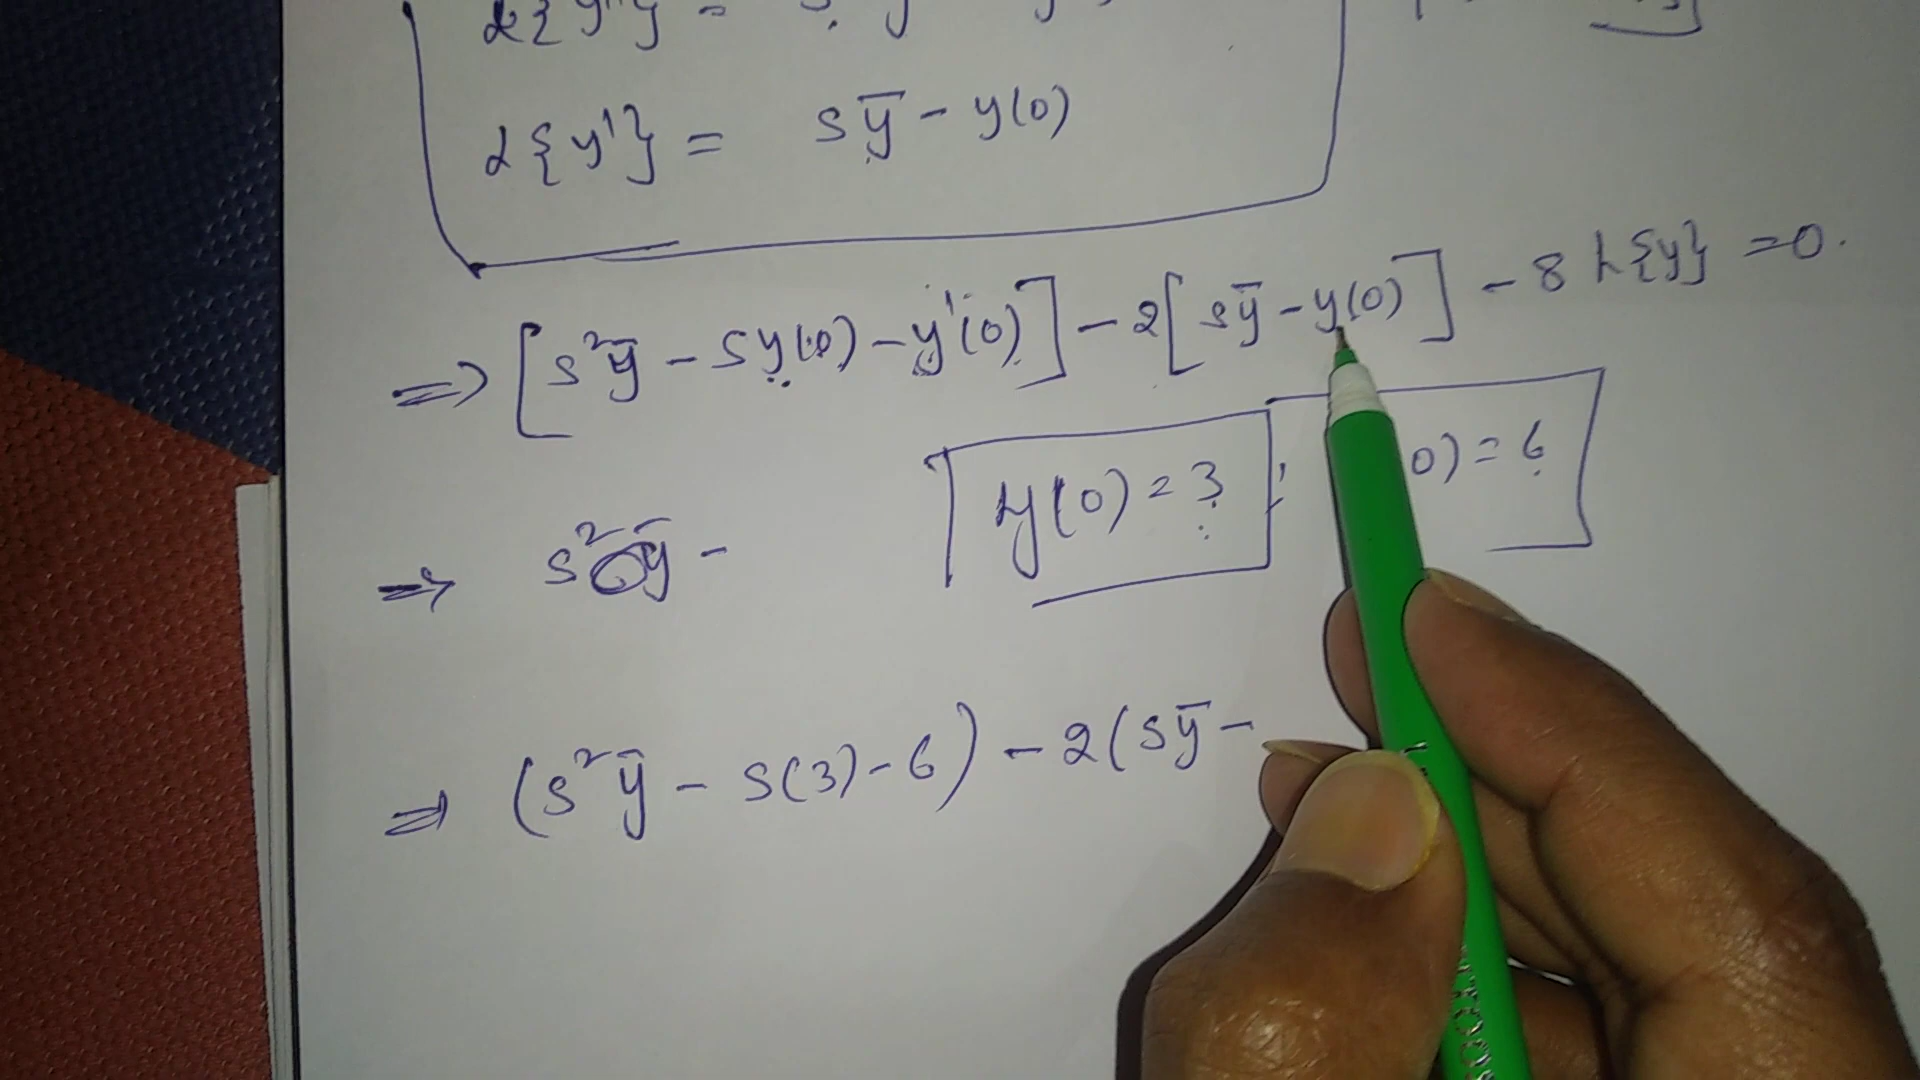 L{y'} = sȳ - y(0)
⇒ [s²ȳ - sy(0) - y'(0)] - 2[sȳ - y(0)] - 8 L{y} = 0.
y(0) = 3 ; 0) = 6
⇒ s²ȳ -
⇒ (s²ȳ - s(3) - 6) - 2(sȳ -